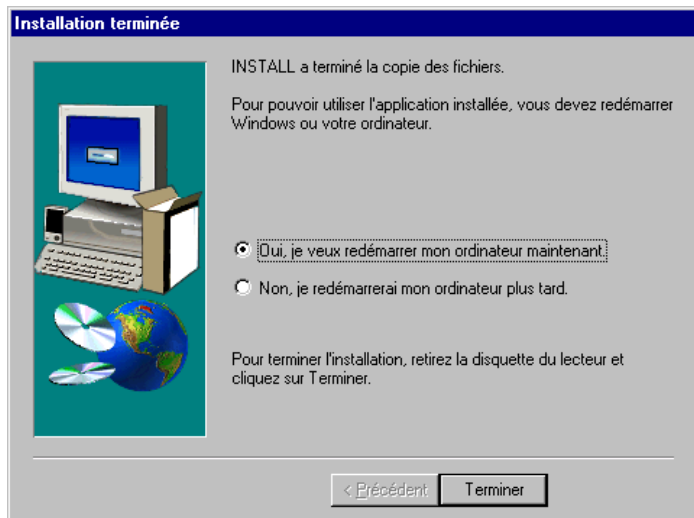 Installation terminée
INSTALL a terminé la copie des fichiers.
Pour pouvoir utiliser l'application installée, vous devez redémarrer
Windows ou votre ordinateur.
Oui, je veux redémarrer mon ordinateur maintenant.
Non, je redémarrerai mon ordinateur plus tard.
Pour terminer l'installation, retirez la disquette du lecteur et
cliquez sur Terminer.
< Précédent
Terminer